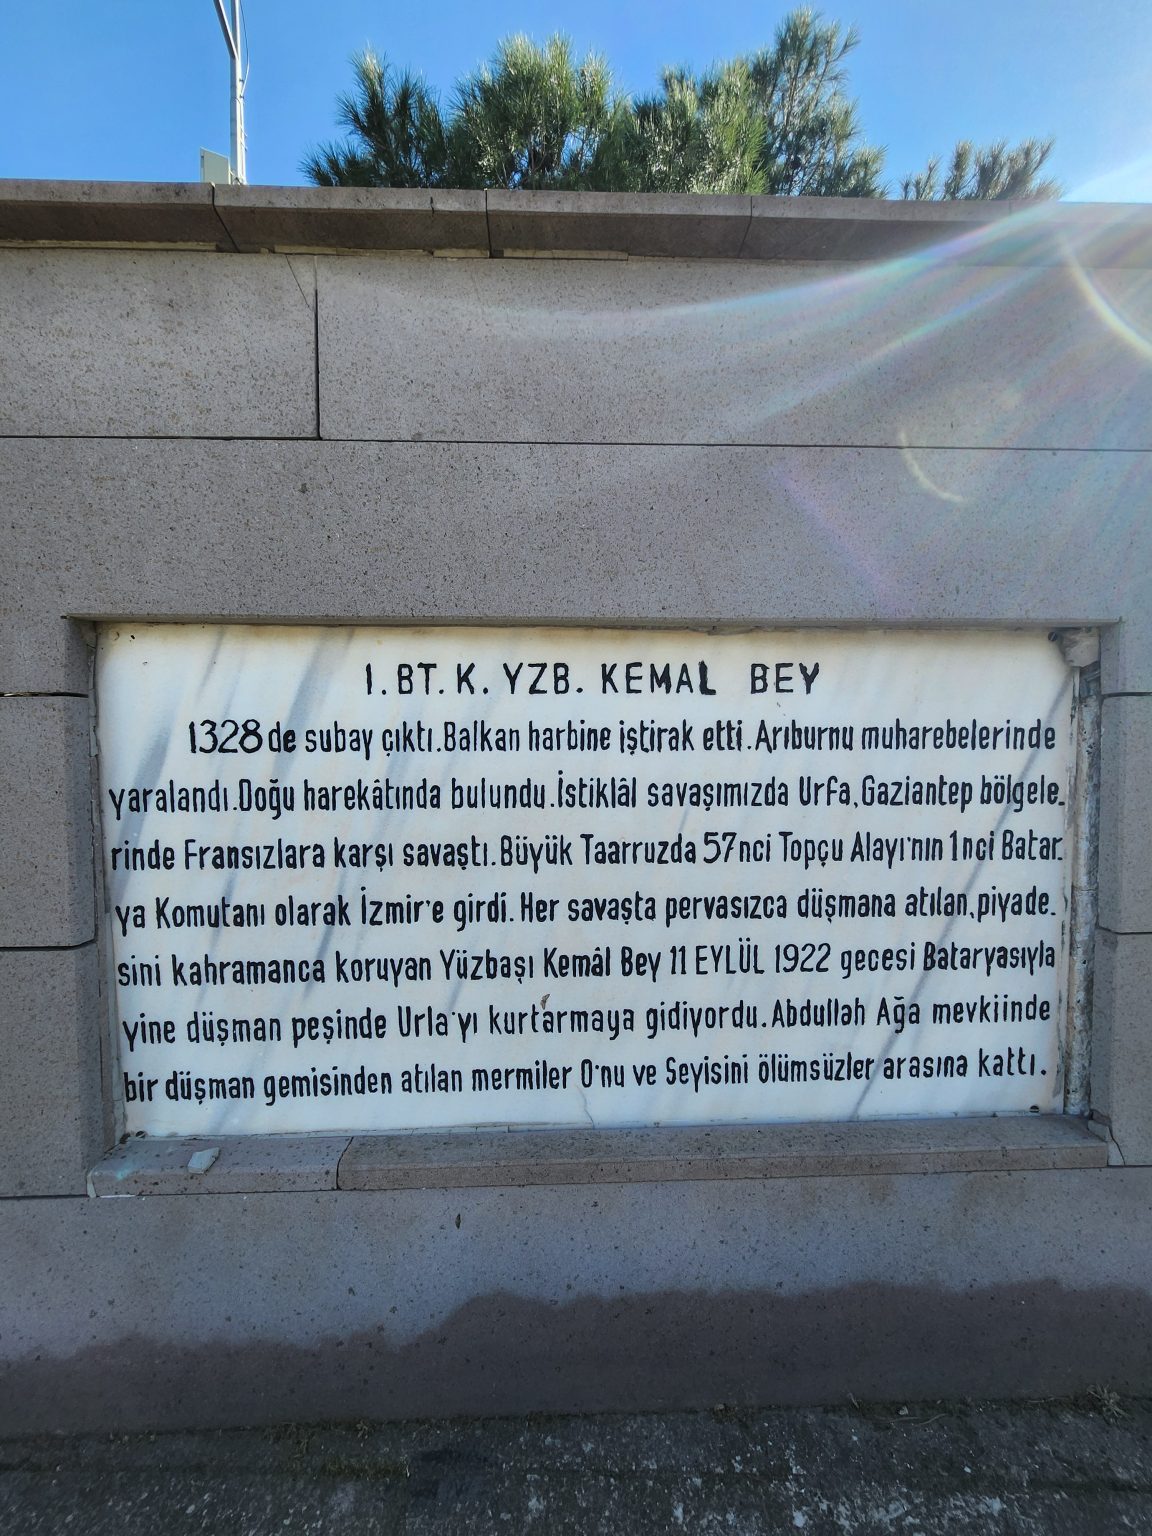 1. BT. K. YZB. KEMAL BEY
1328 de subay çıktı. Balkan harbine iştirak etti. Arıburnu muharebelerinde
yaralandı. Doğu harekâtında bulundu. İstiklâl savaşımızda Urfa, Gaziantep bölgele-
rinde Fransızlara karşı savaştı. Büyük Taarruzda 57nci Topçu Alayı'nın 1nci Batar-
ya Komutanı olarak İzmir'e girdi. Her savaşta pervasızca düşmana atılan, piyade-
sini kahramanca koruyan Yüzbaşı Kemâl Bey 11 EYLÜL 1922 gecesi Bataryasıyla
yine düşman peşinde Urla'yı kurtarmaya gidiyordu. Abdullah Ağa mevkiinde
bir düşman gemisinden atılan mermiler O'nu ve Seyisini ölümsüzler arasına kattı.